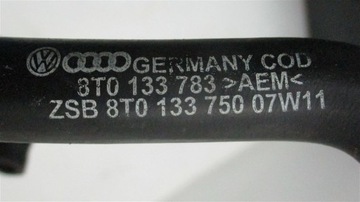 GERMANY COD
8T0 133 783 >AEM<
ZSB 8T0 133 750 07W11